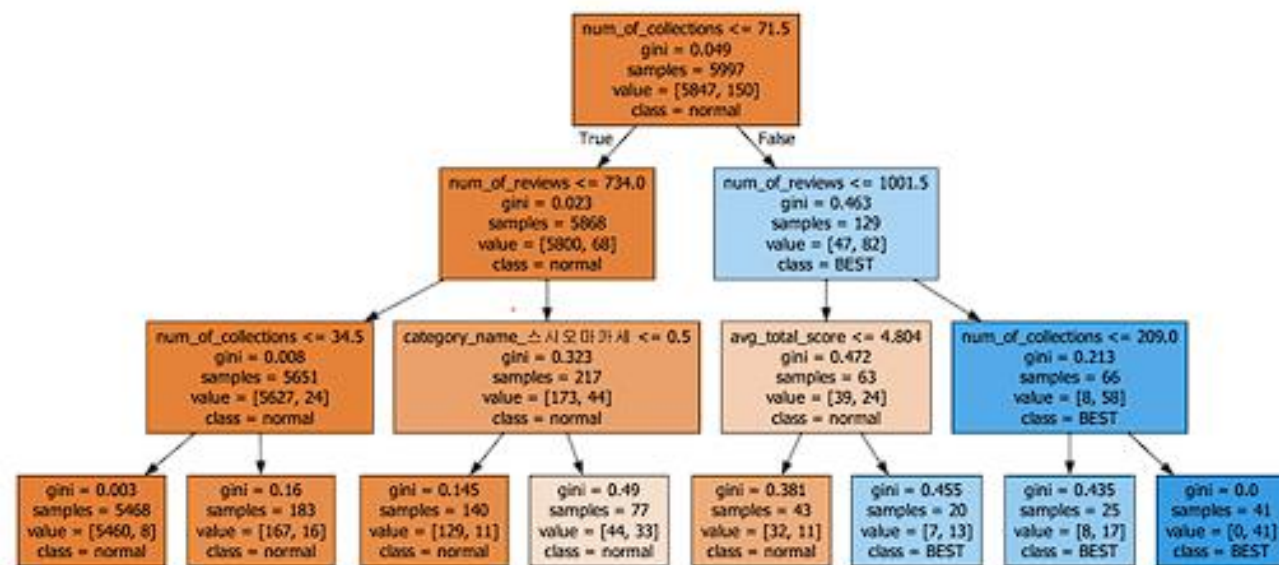 num_of_collections <= 71.5
gini = 0.049
samples = 5997
value = [5847, 150]
class = normal
True
False
num_of_reviews <= 734.0
gini = 0.023
samples = 5868
value = [5800, 68]
class = normal
num_of_reviews <= 1001.5
gini = 0.463
samples = 129
value = [47, 82]
class = BEST
num_of_collections <= 34.5
gini = 0.008
samples = 5651
value = [5627, 24]
class = normal
category_name_스시오마카세 <= 0.5
gini = 0.323
samples = 217
value = [173, 44]
class = normal
avg_total_score <= 4.804
gini = 0.472
samples = 63
value = [39, 24]
class = normal
num_of_collections <= 209.0
gini = 0.213
samples = 66
value = [8, 58]
class = BEST
gini = 0.003
samples = 5468
value = [5460, 8]
class = normal
gini = 0.16
samples = 183
value = [167, 16]
class = normal
gini = 0.145
samples = 140
value = [129, 11]
class = normal
gini = 0.49
samples = 77
value = [44, 33]
class = normal
gini = 0.381
samples = 43
value = [32, 11]
class = normal
gini = 0.455
samples = 20
value = [7, 13]
class = BEST
gini = 0.435
samples = 25
value = [8, 17]
class = BEST
gini = 0.0
samples = 41
value = [0, 41]
class = BEST